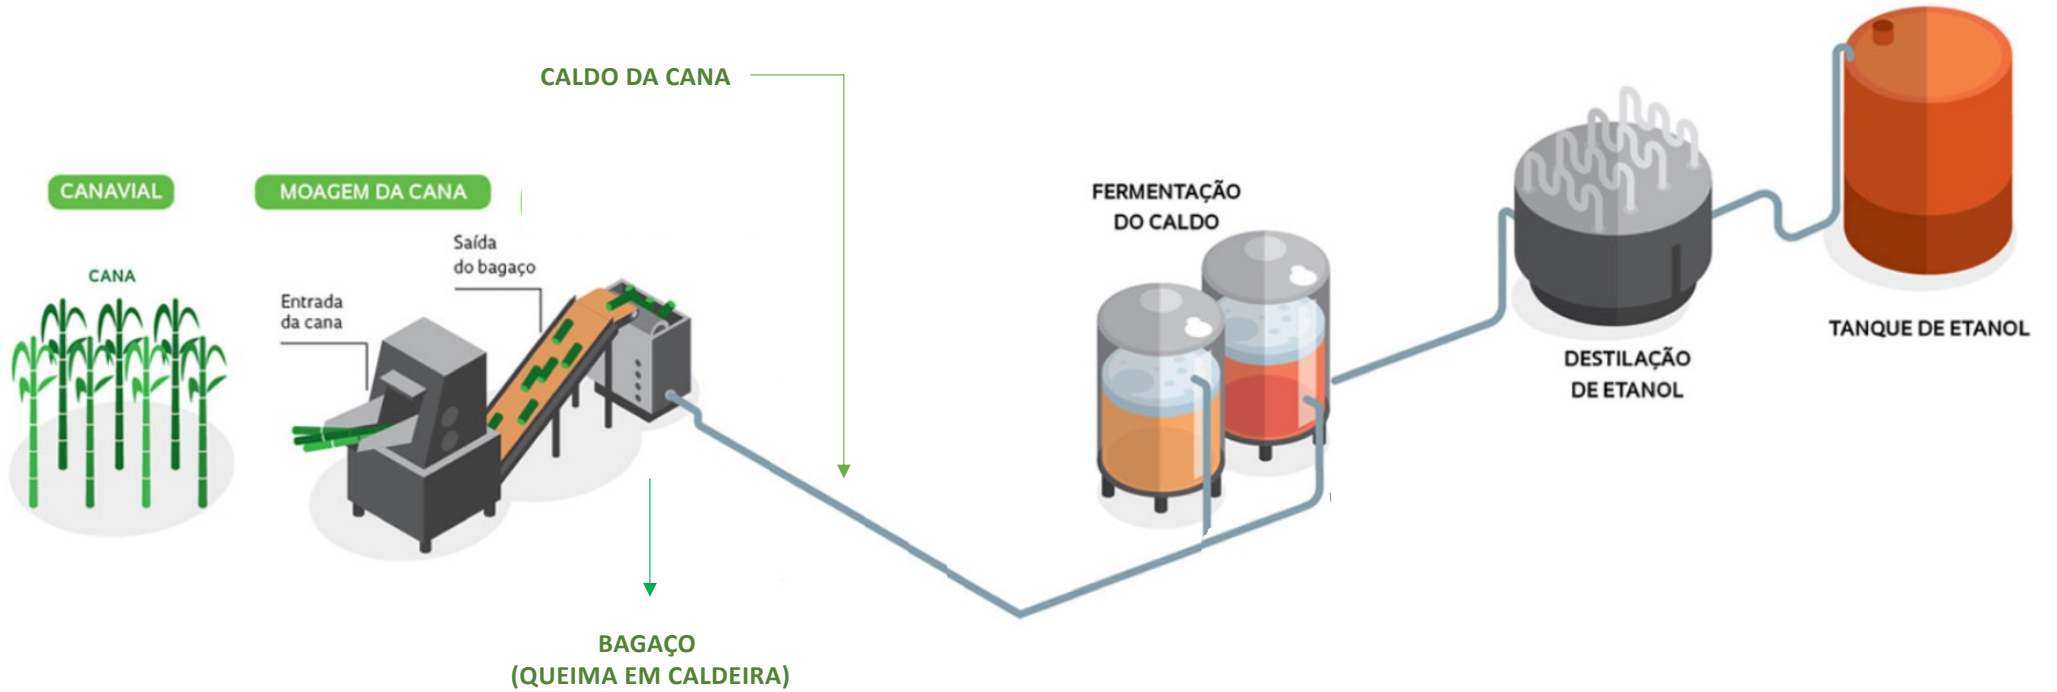 CALDO DA CANA
CANAVIAL
MOAGEM DA CANA
CANA
Entrada
da cana
Saída
do bagaço
BAGAÇO
(QUEIMA EM CALDEIRA)
FERMENTAÇÃO
DO CALDO
DESTILAÇÃO
DE ETANOL
TANQUE DE ETANOL